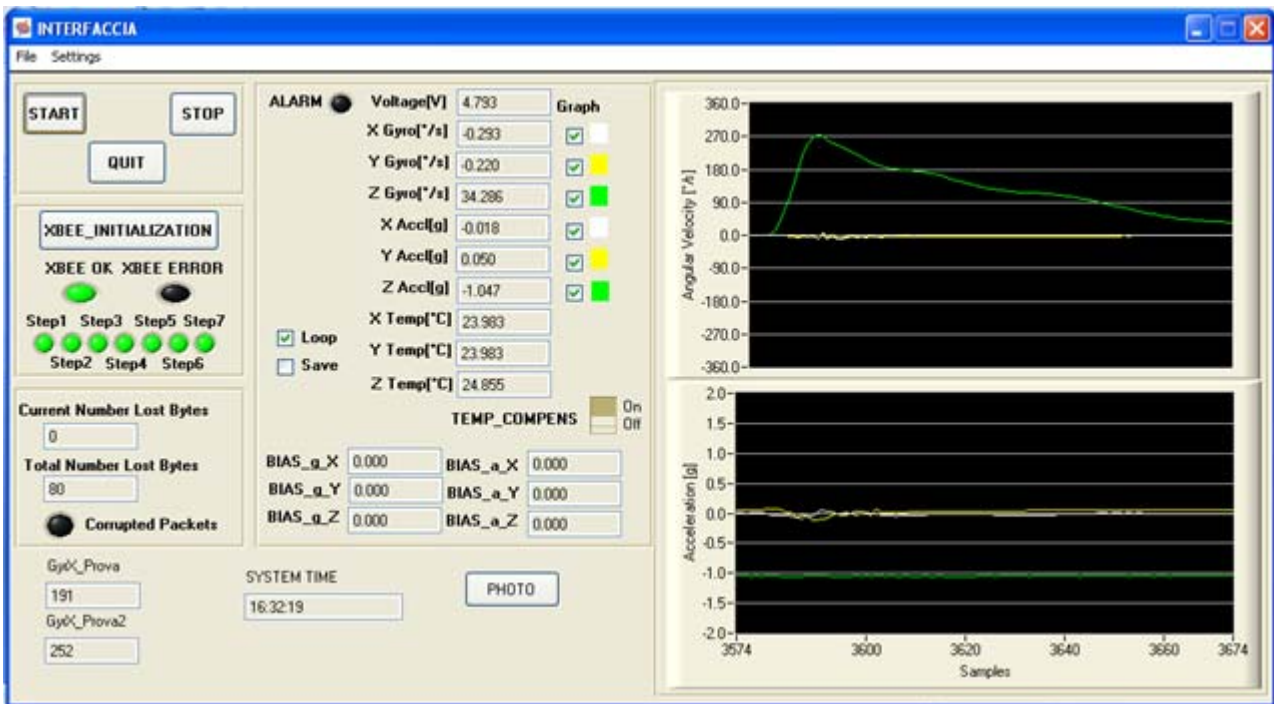 INTERFACCIA
File Settings
START
STOP
QUIT
XBEE_INITIALIZATION
XBEE OK XBEE ERROR
Step1 Step3 Step5 Step7
Step2 Step4 Step6
Current Number Lost Bytes
0
Total Number Lost Bytes
80
Corrupted Packets
GyrX_Prova
191
GyrX_Prova2
252
SYSTEM TIME
16:32:19
PHOTO
ALARM
Voltage[V] 4.793 Graph
X Gyro[°/s] -0.293
Y Gyro[°/s] -0.220
Z Gyro[°/s] 34.286
X Accl[g] -0.018
Y Accl[g] 0.050
Z Accl[g] -1.047
X Temp[°C] 23.983
Y Temp[°C] 23.983
Z Temp[°C] 24.855
Loop
Save
TEMP_COMPENS On
Off
BIAS_g_X 0.000 BIAS_a_X 0.000
BIAS_g_Y 0.000 BIAS_a_Y 0.000
BIAS_g_Z 0.000 BIAS_a_Z 0.000
Angular Velocity [°/s]
360.0
270.0
180.0
90.0
0.0
-90.0
-180.0
-270.0
-360.0
Acceleration [g]
2.0
1.5
1.0
0.5
0.0
-0.5
-1.0
-1.5
-2.0
3574 3600 3620 3640 3660 3674
Samples